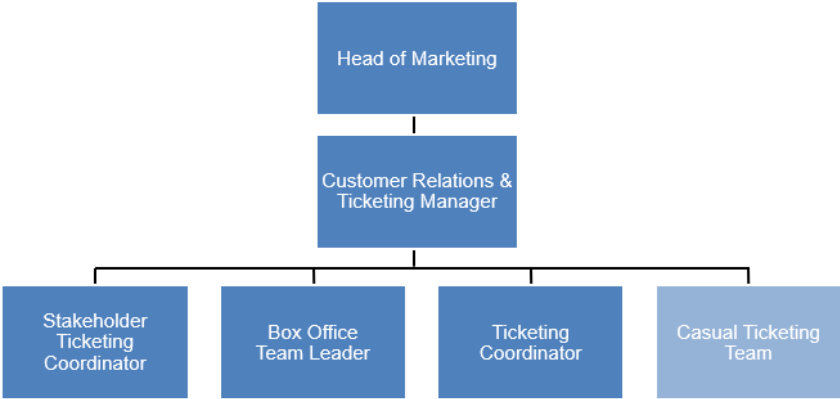 Head of Marketing
Customer Relations &
Ticketing Manager
Stakeholder
Ticketing
Coordinator
Box Office
Team Leader
Ticketing
Coordinator
Casual Ticketing
Team